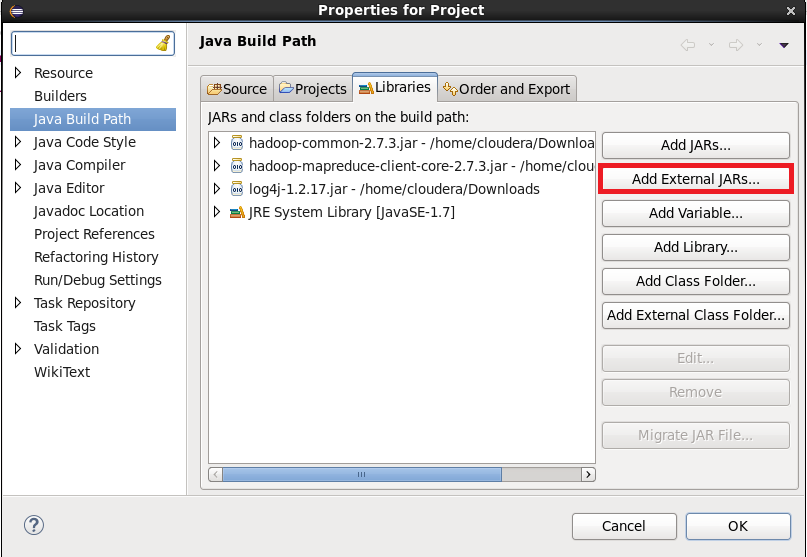 Properties for Project
Java Build Path
Resource
Builders
Java Build Path
Java Code Style
Java Compiler
Java Editor
Javadoc Location
Project References
Refactoring History
Run/Debug Settings
Task Repository
Task Tags
Validation
WikiText
Source Projects Libraries Order and Export
JARs and class folders on the build path:
hadoop-common-2.7.3.jar - /home/cloudera/Downloa
hadoop-mapreduce-client-core-2.7.3.jar - /home/clou
log4j-1.2.17.jar - /home/cloudera/Downloads
JRE System Library [JavaSE-1.7]
Add JARs...
Add External JARs...
Add Variable...
Add Library...
Add Class Folder...
Add External Class Folder...
Edit...
Remove
Migrate JAR File...
?
Cancel OK